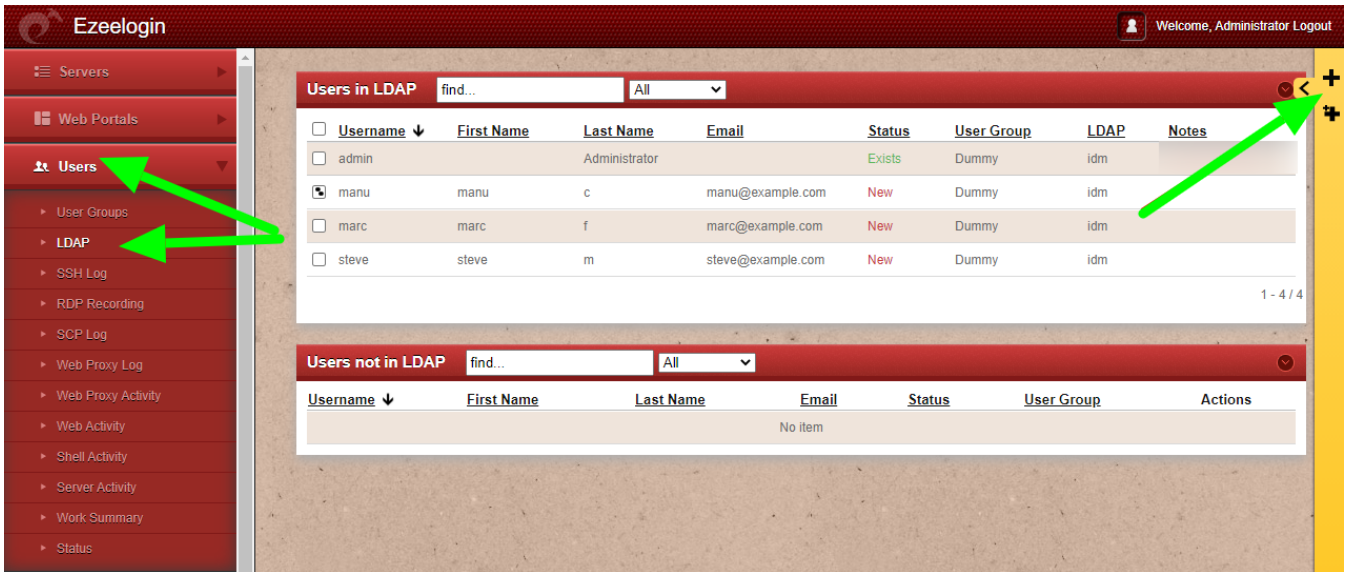 Ezeelogin
Welcome, Administrator Logout
Servers
Web Portals
Users
User Groups
LDAP
SSH Log
RDP Recording
SCP Log
Web Proxy Log
Web Proxy Activity
Web Activity
Shell Activity
Server Activity
Work Summary
Status
Users in LDAP find... All
Username First Name Last Name Email Status User Group LDAP Notes
admin Administrator Exists Dummy idm
manu manu c manu@example.com New Dummy idm
marc marc f marc@example.com New Dummy idm
steve steve m steve@example.com New Dummy idm
1 - 4 / 4
Users not in LDAP find... All
Username First Name Last Name Email Status User Group Actions
No item